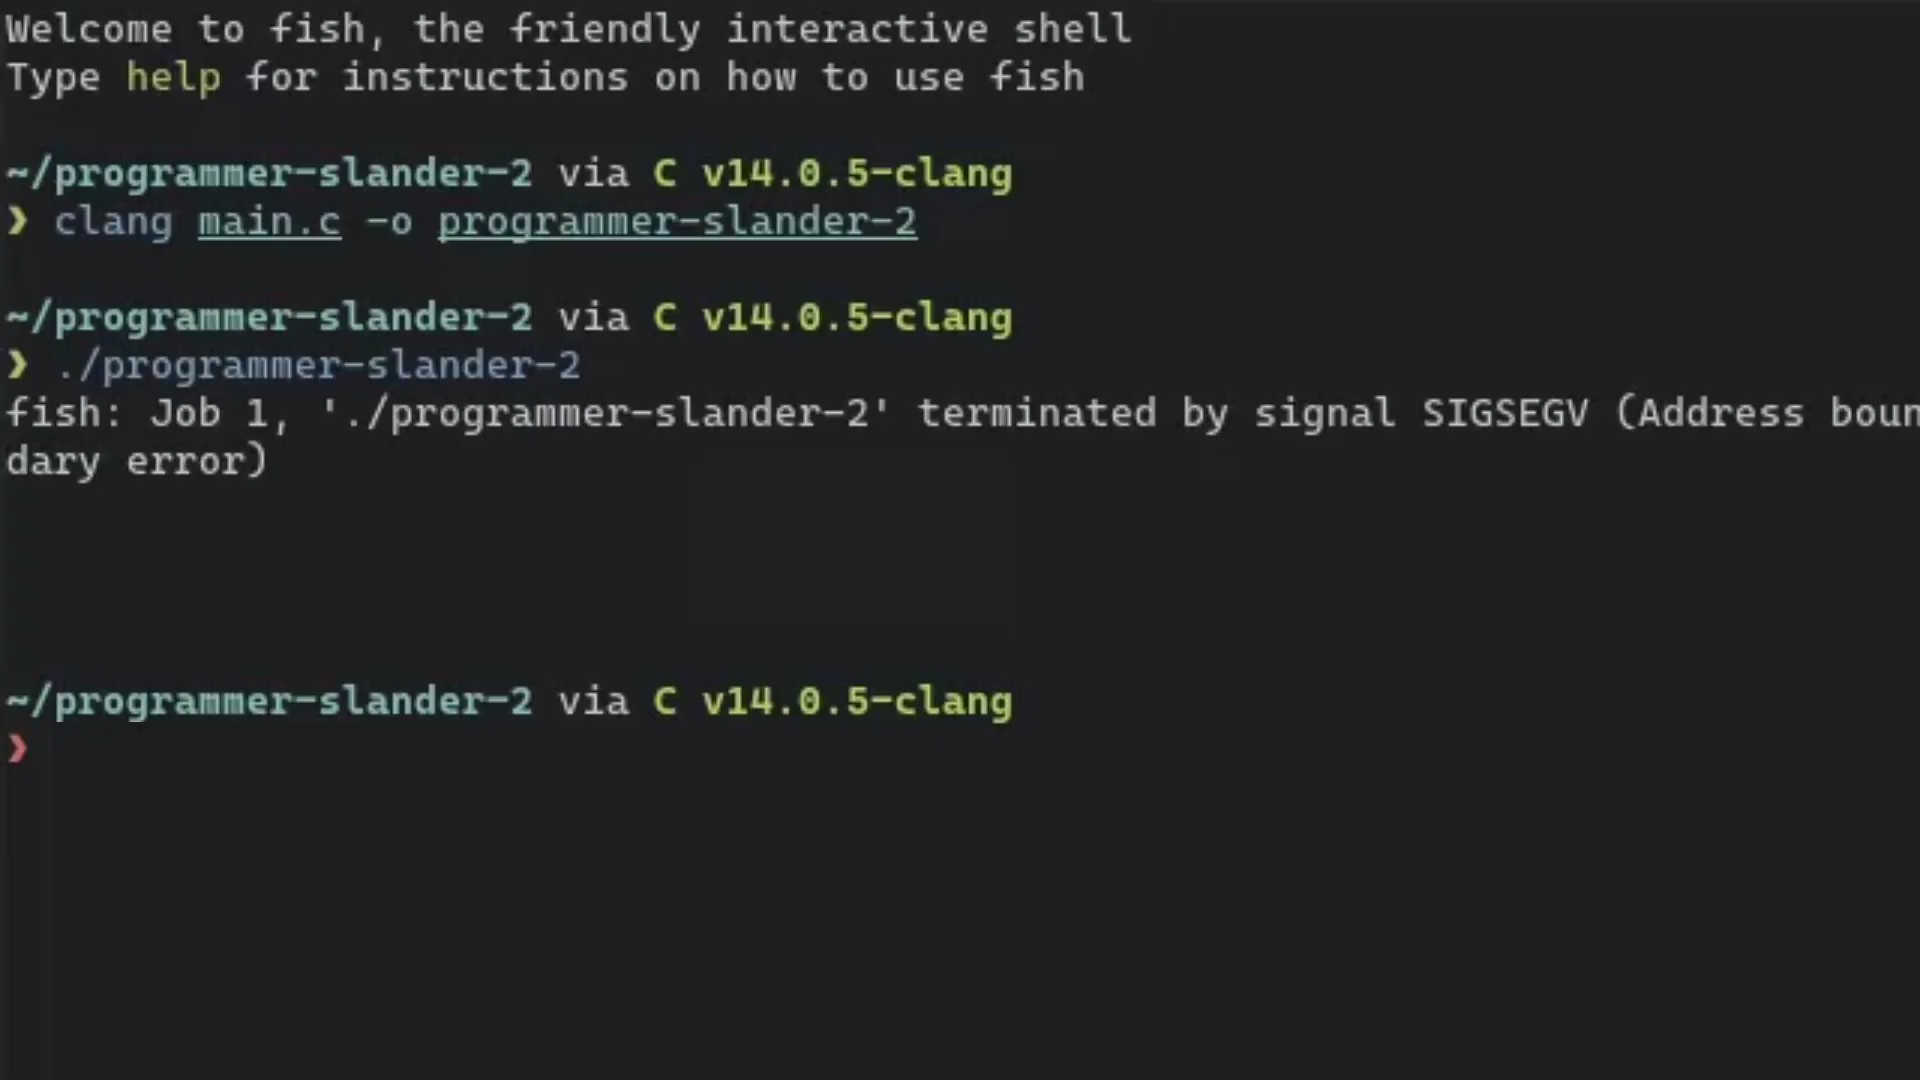 Welcome to fish, the friendly interactive shell
Type help for instructions on how to use fish
~/programmer-slander-2 via C v14.0.5-clang
❯ clang main.c -o programmer-slander-2
~/programmer-slander-2 via C v14.0.5-clang
❯ ./programmer-slander-2
fish: Job 1, './programmer-slander-2' terminated by signal SIGSEGV (Address boun
dary error)
~/programmer-slander-2 via C v14.0.5-clang
❯